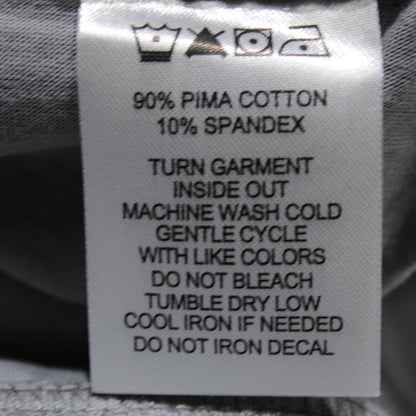 90% PIMA COTTON
10% SPANDEX
TURN GARMENT
INSIDE OUT
MACHINE WASH COLD
GENTLE CYCLE
WITH LIKE COLORS
DO NOT BLEACH
TUMBLE DRY LOW
COOL IRON IF NEEDED
DO NOT IRON DECAL